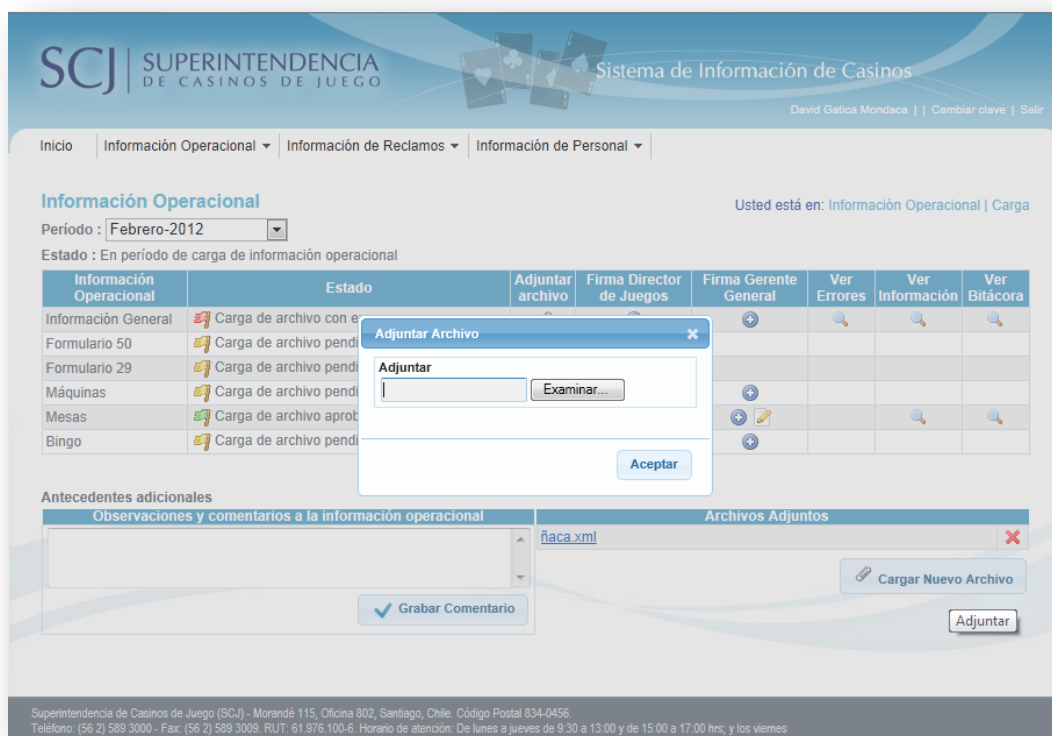 SCJ SUPERINTENDENCIA
DE CASINOS DE JUEGO
Sistema de Información de Casinos
David Gatica Mondaca | | Cambiar clave | Salir
Inicio Información Operacional Información de Reclamos Información de Personal
Información Operacional
Usted está en: Información Operacional | Carga
Período : Febrero-2012
Estado : En período de carga de información operacional
Información Operacional Estado Adjuntar archivo Firma Director de Juegos Firma Gerente General Ver Errores Ver Información Ver Bitácora
Información General Carga de archivo con e
Formulario 50 Carga de archivo pendi
Formulario 29 Carga de archivo pendi
Máquinas Carga de archivo pendi
Mesas Carga de archivo aprob
Bingo Carga de archivo pendi
Adjuntar Archivo
Adjuntar
Examinar...
Aceptar
Antecedentes adicionales
Observaciones y comentarios a la información operacional Archivos Adjuntos
ñaca.xml
Cargar Nuevo Archivo
Grabar Comentario
Adjuntar
Superintendencia de Casinos de Juego (SCJ) - Morandé 115, Oficina 802, Santiago, Chile. Código Postal 834-0456.
Teléfono: (56 2) 589 3000 - Fax: (56 2) 589 3009. RUT: 61.976.100-6. Horario de atención: De lunes a jueves de 9:30 a 13:00 y de 15:00 a 17:00 hrs; y los viernes